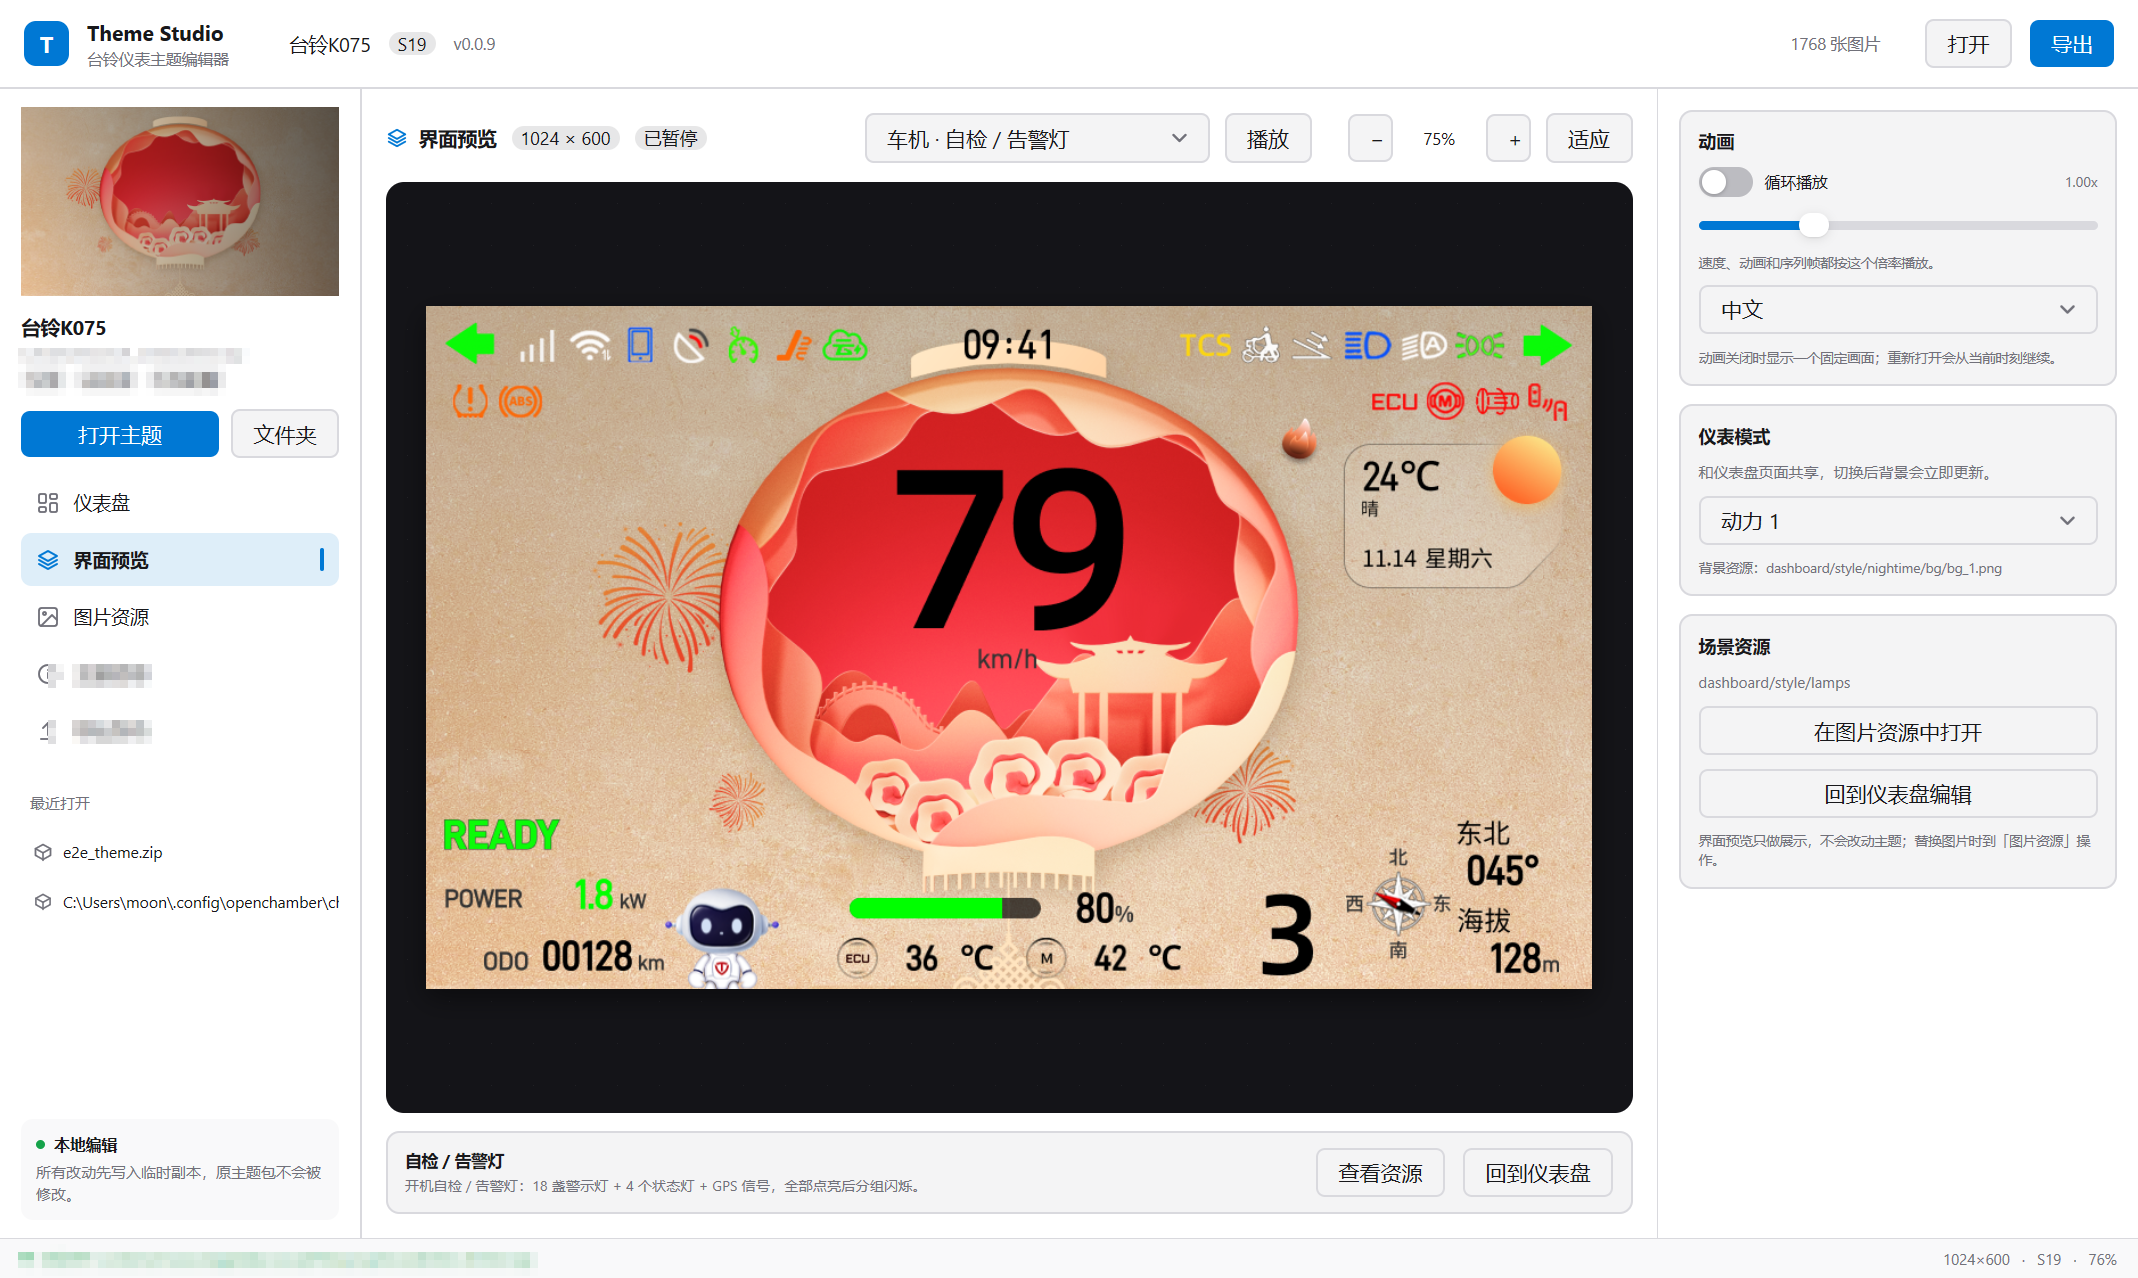 T
Theme Studio
台铃仪表主题编辑器
台铃K075
S19
v0.0.9
1768 张图片
打开
导出
台铃K075
打开主题
文件夹
仪表盘
界面预览
图片资源
最近打开
e2e_theme.zip
C:\Users\moon\.config\openchamber\cl
本地编辑
所有改动先写入临时副本，原主题包不会被
修改。
界面预览
1024 × 600
已暂停
车机 · 自检 / 告警灯
播放
−
75%
+
适应
09:41
TCS
A
ABS
ECU
M
A
79
km/h
24°C
晴
11.14 星期六
READY
POWER
1.8 kW
ODO 00128 km
80%
ECU
36 °C
M
42 °C
3
北
西
东
南
东北
045°
海拔
128m
自检 / 告警灯
开机自检 / 告警灯：18 盏警示灯 + 4 个状态灯 + GPS 信号，全部点亮后分组闪烁。
查看资源
回到仪表盘
动画
循环播放
1.00x
速度、动画和序列帧都按这个倍率播放。
中文
动画关闭时显示一个固定画面；重新打开会从当前时刻继续。
仪表模式
和仪表盘页面共享，切换后背景会立即更新。
动力 1
背景资源：dashboard/style/nightime/bg/bg_1.png
场景资源
dashboard/style/lamps
在图片资源中打开
回到仪表盘编辑
界面预览只做展示，不会改动主题；替换图片时到「图片资源」操
作。
1024×600 · S19 · 76%